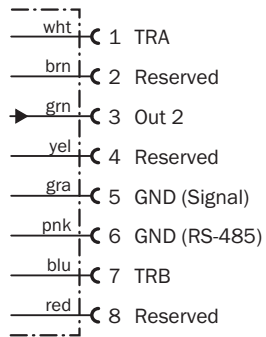 wht 1 TRA
brn 2 Reserved
grn 3 Out 2
yel 4 Reserved
gra 5 GND (Signal)
pnk 6 GND (RS-485)
blu 7 TRB
red 8 Reserved